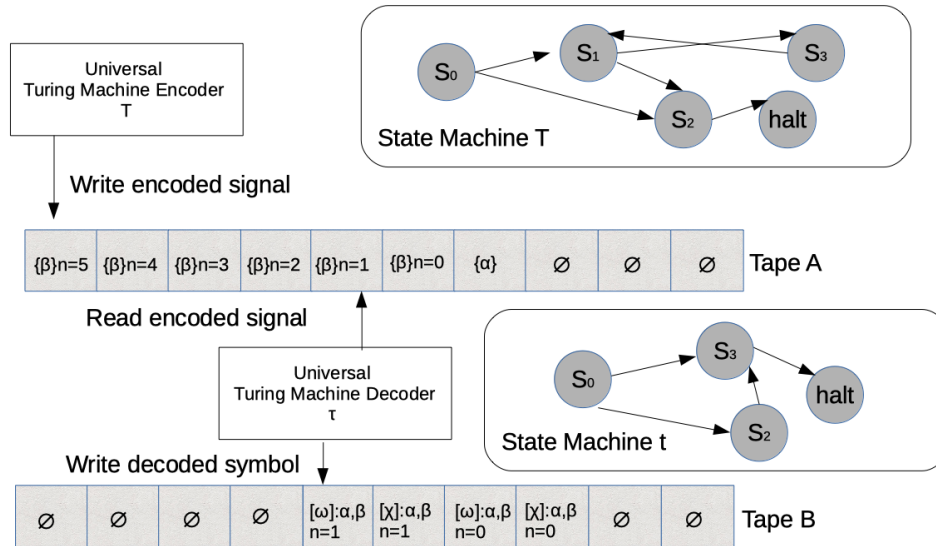 Universal
Turing Machine Encoder
T
S₀
S₁
S₃
S₂
halt
State Machine T
Write encoded signal
{β}n=5 {β}n=4 {β}n=3 {β}n=2 {β}n=1 {β}n=0 {α} ∅ ∅ ∅
Tape A
Read encoded signal
Universal
Turing Machine Decoder
τ
S₀
S₃
halt
S₂
State Machine t
Write decoded symbol
∅ ∅ ∅ ∅ [ω]:α,β [χ]:α,β [ω]:α,β [χ]:α,β ∅ ∅
n=1 n=1 n=0 n=0
Tape B